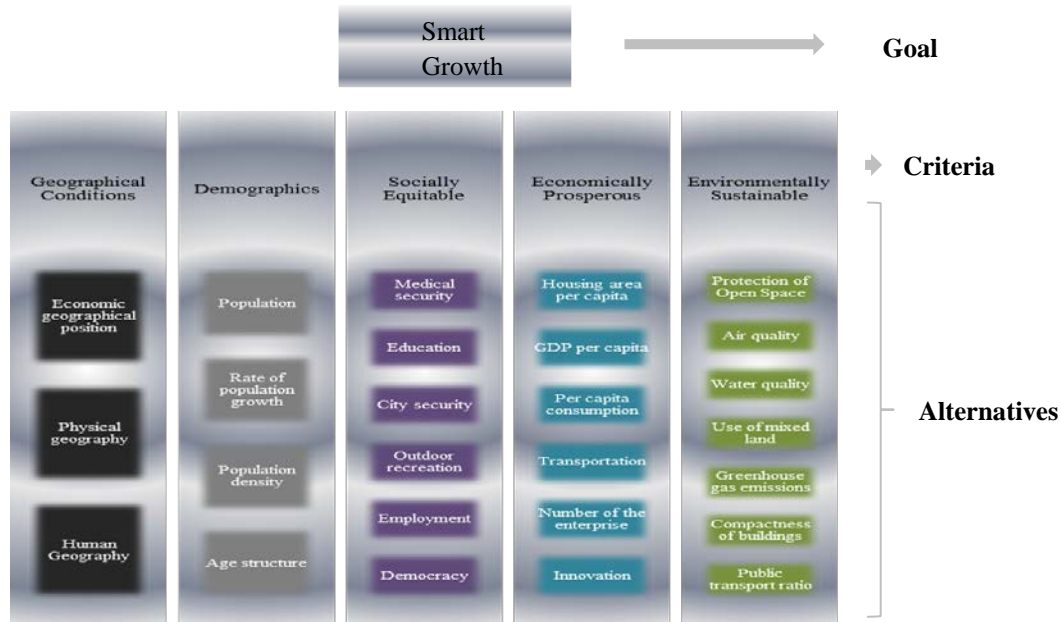 Smart
Growth
Goal
Geographical
Conditions
Demographics
Socially
Equitable
Economically
Prosperous
Environmentally
Sustainable
Criteria
Economic
geographical
position
Physical
geography
Human
Geography
Population
Rate of
population
growth
Population
density
Age structure
Medical
security
Education
City security
Outdoor
recreation
Employment
Democracy
Housing area
per capita
GDP per capita
Per capita
consumption
Transportation
Number of the
enterprise
Innovation
Protection of
Open Space
Air quality
Water quality
Use of mixed
land
Greenhouse
gas emissions
Compactness
of buildings
Public
transport ratio
Alternatives